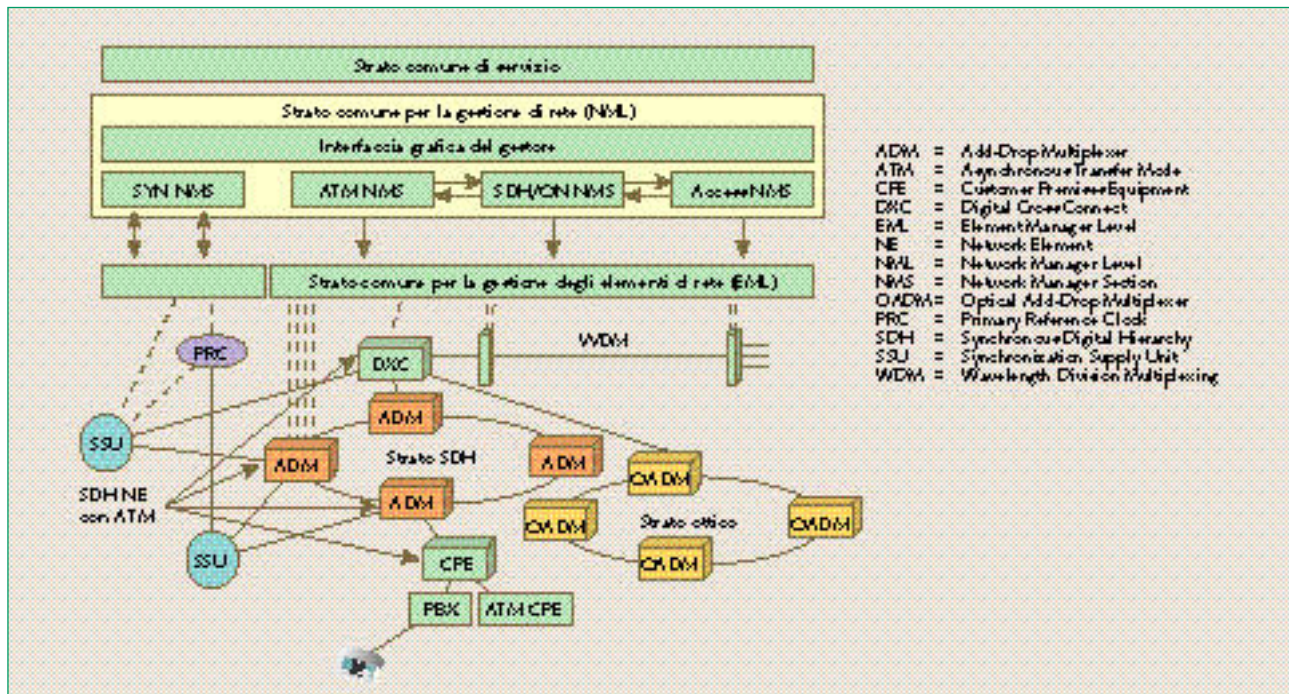 Strato comune di servizio
Strato comune per la gestione di rete (NML)
Interfaccia grafica del gestore
SYN NMS
ATM NMS
SDH/ON NMS
Access NMS
Strato comune per la gestione degli elementi di rete (EML)
PRC
DXC
WDM
SSU
ADM
ADM
Strato SDH
ADM
ADM
SDH NE
con ATM
SSU
CPE
PBX
ATM CPE
OADM
OADM
Strato ottico
OADM
OADM
ADM = Add-Drop Multiplexer
ATM = Asynchronous Transfer Mode
CPE = Customer Premises Equipment
DXC = Digital Cross Connect
EML = Element Manager Level
NE = Network Element
NML = Network Manager Level
NMS = Network Manager Section
OADM = Optical Add-Drop Multiplexer
PRC = Primary Reference Clock
SDH = Synchronous Digital Hierarchy
SSU = Synchronization Supply Unit
WDM = Wavelength Division Multiplexing